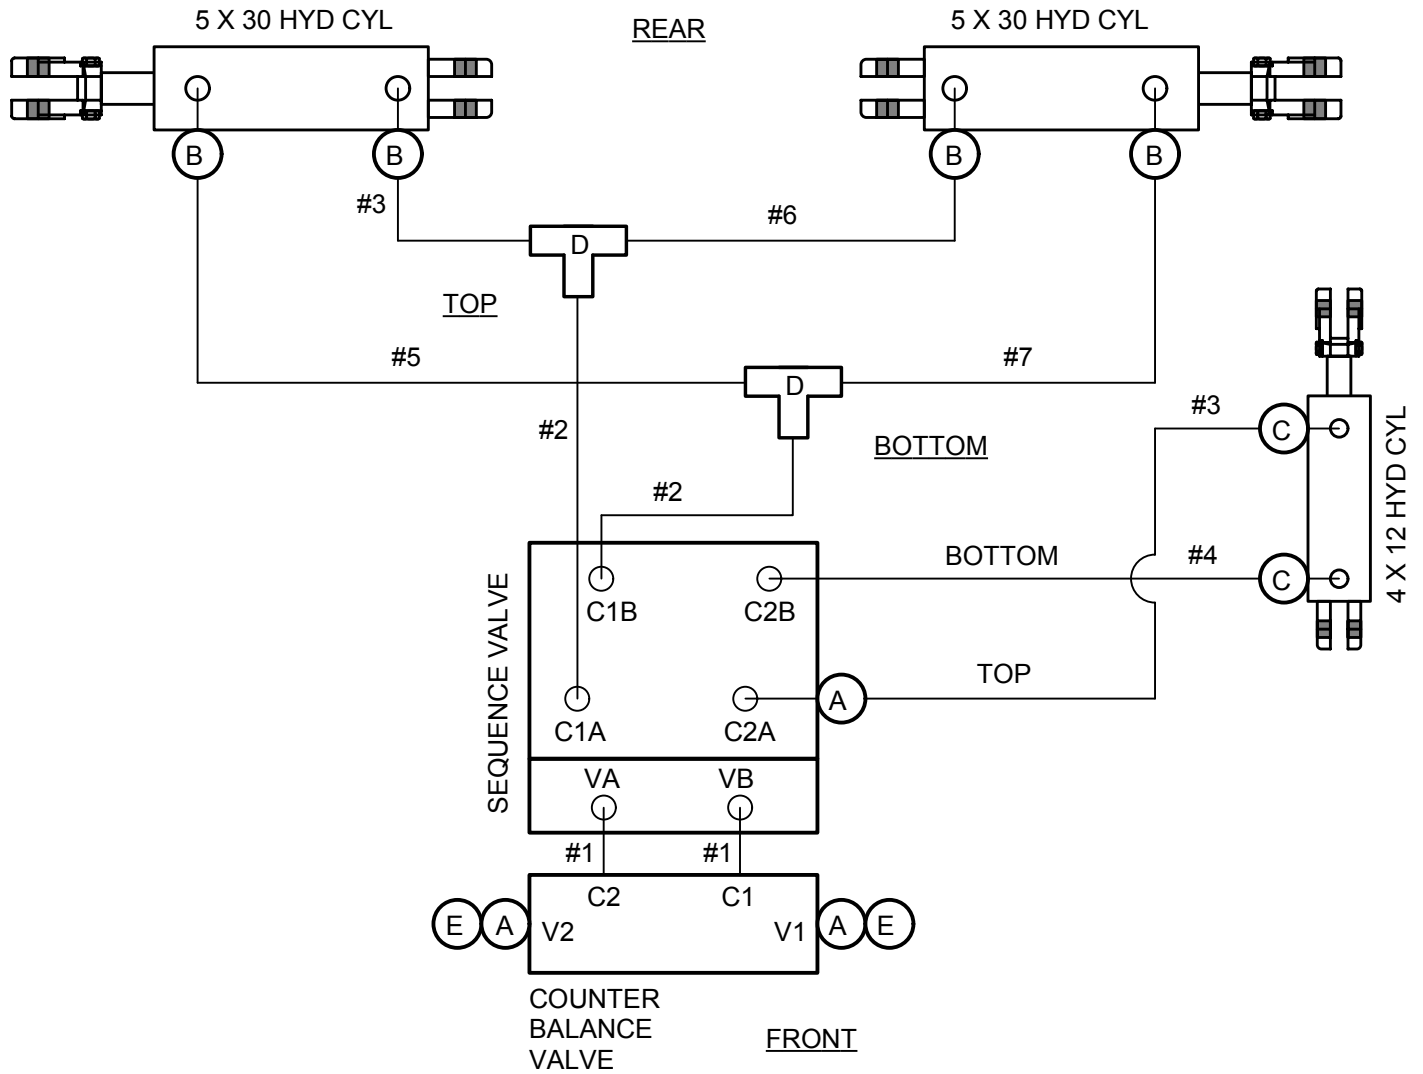 5 X 30 HYD CYL
REAR
5 X 30 HYD CYL
B
B
B
B
#3
#6
D
TOP
#5
#7
D
#2
#3
C
BOTTOM
4 X 12 HYD CYL
#2
BOTTOM
#4
C
SEQUENCE VALVE
C1B
C2B
TOP
A
C1A
C2A
VA
VB
#1
#1
C2
C1
E
A
V2
V1
A
E
COUNTER
BALANCE
VALVE
FRONT